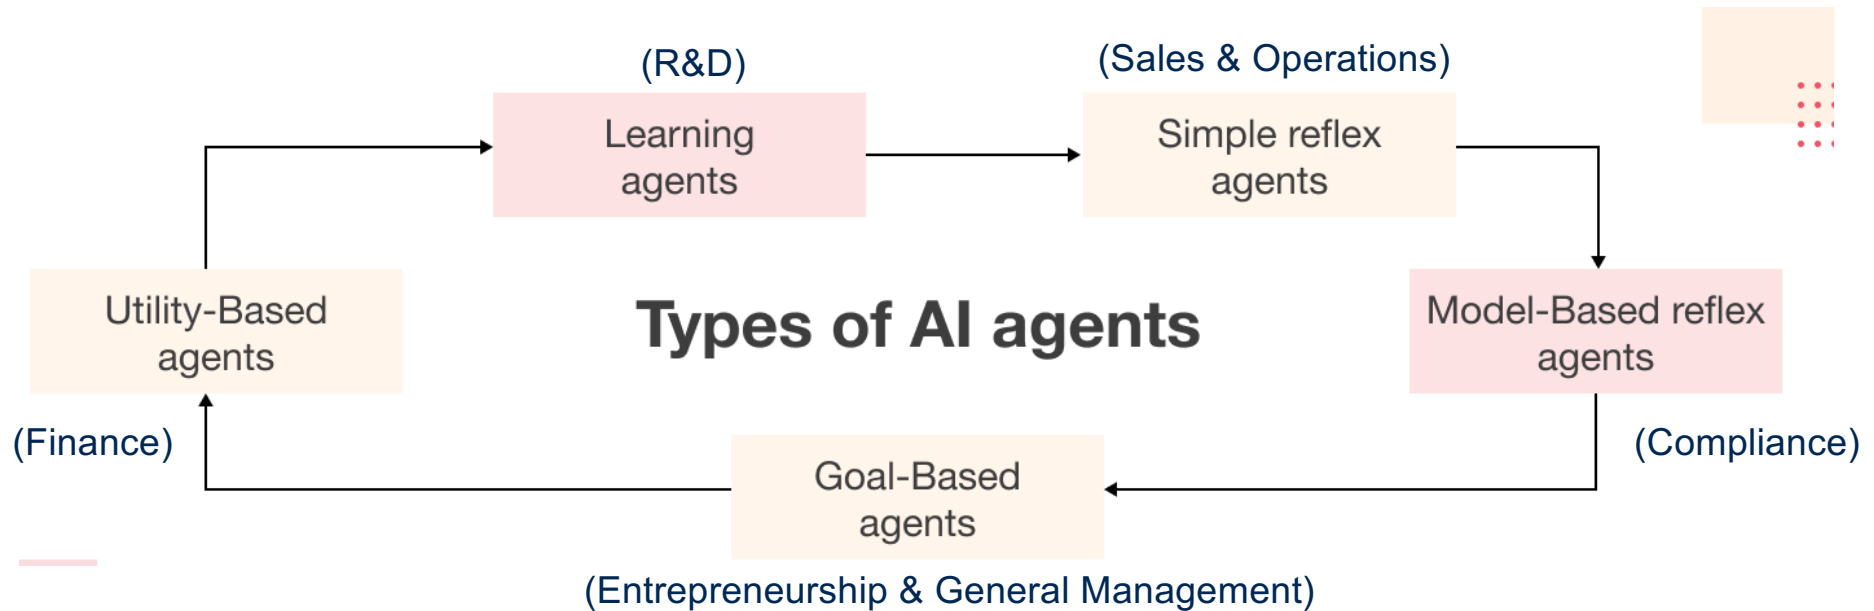 (R&D)
(Sales & Operations)
Learning
agents
Simple reflex
agents
Utility-Based
agents
Types of AI agents
Model-Based reflex
agents
(Finance)
(Compliance)
Goal-Based
agents
(Entrepreneurship & General Management)